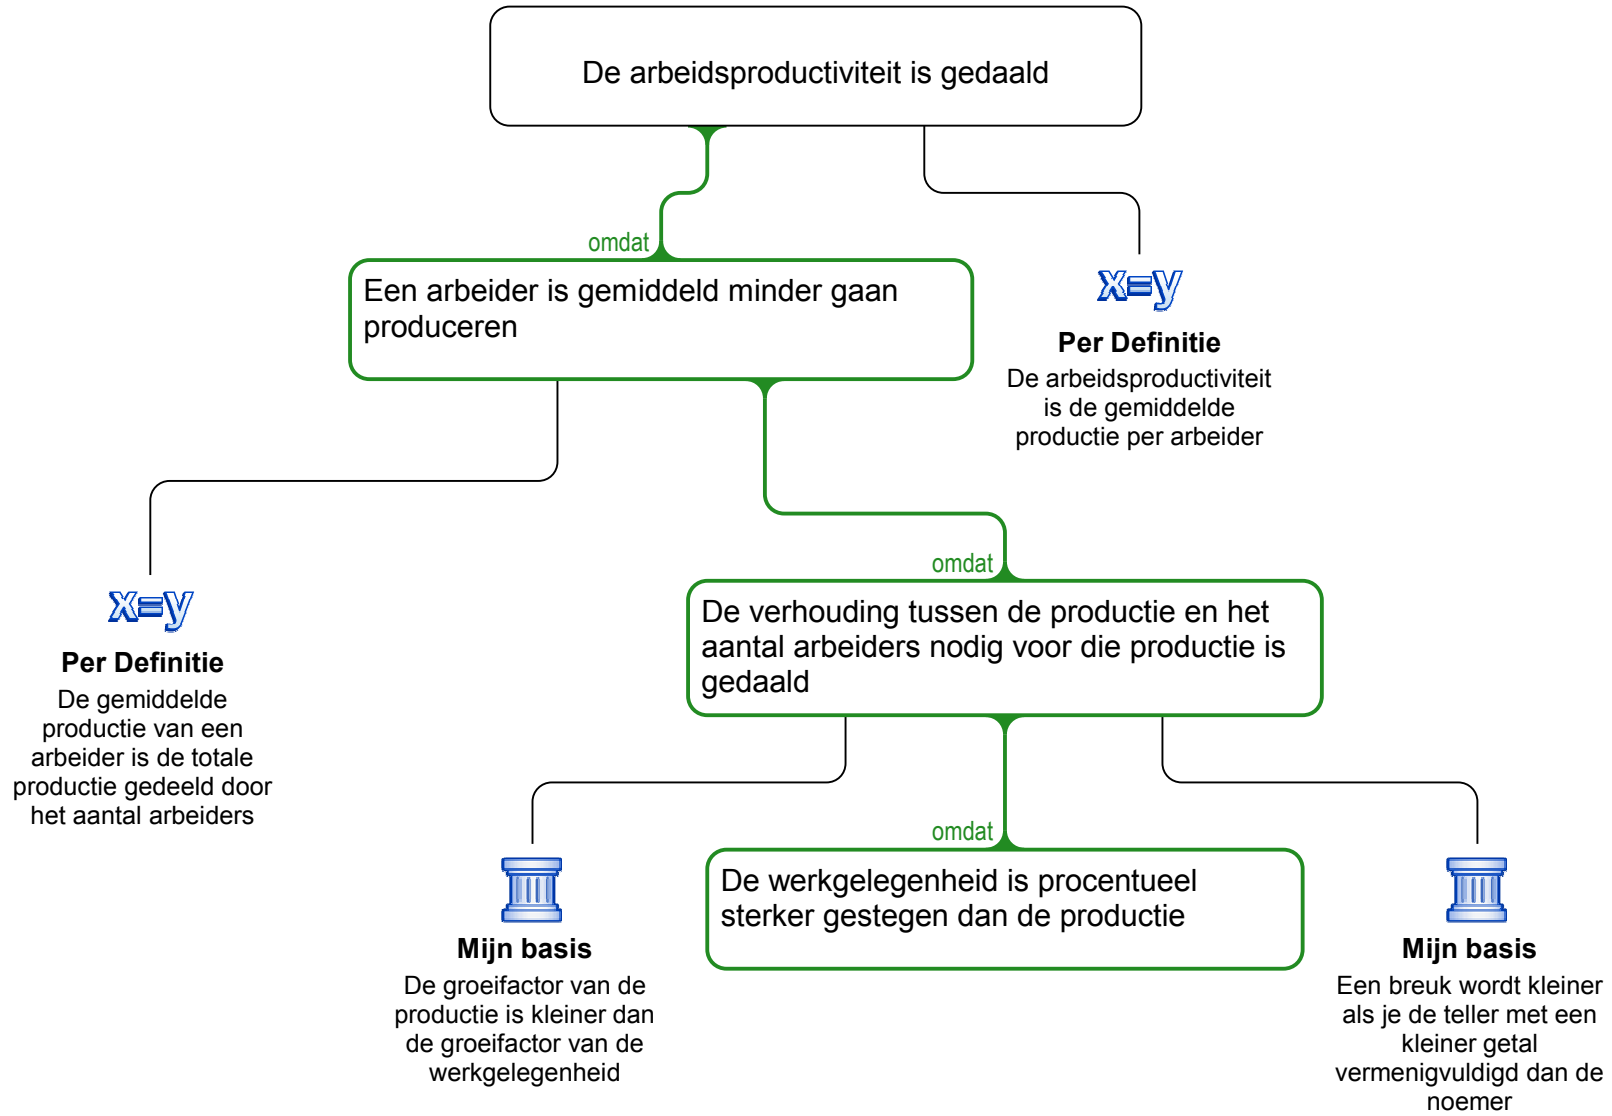 De arbeidsproductiviteit is gedaald
omdat
Een arbeider is gemiddeld minder gaan
produceren
x=y
Per Definitie
De arbeidsproductiviteit
is de gemiddelde
productie per arbeider
x=y
Per Definitie
De gemiddelde
productie van een
arbeider is de totale
productie gedeeld door
het aantal arbeiders
omdat
De verhouding tussen de productie en het
aantal arbeiders nodig voor die productie is
gedaald
Mijn basis
De groeifactor van de
productie is kleiner dan
de groeifactor van de
werkgelegenheid
omdat
De werkgelegenheid is procentueel
sterker gestegen dan de productie
Mijn basis
Een breuk wordt kleiner
als je de teller met een
kleiner getal
vermenigvuldigd dan de
noemer